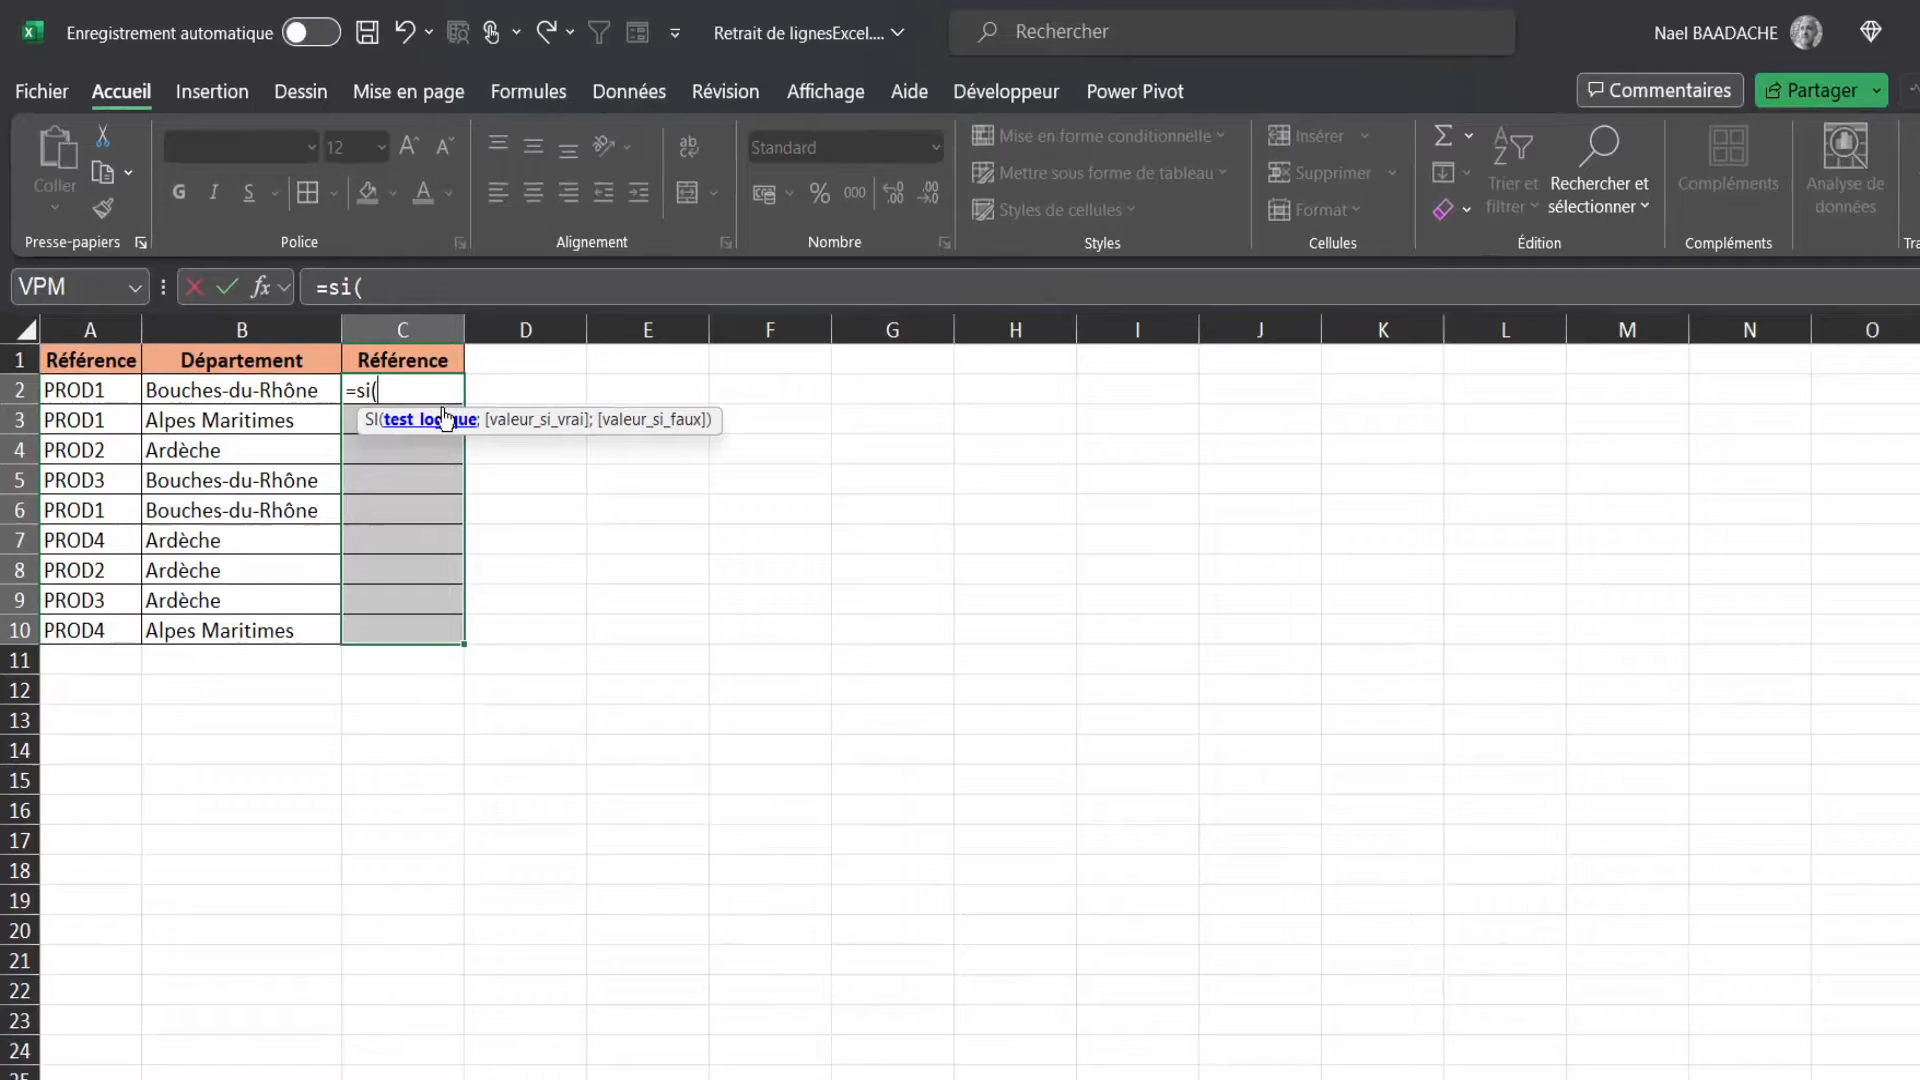 Enregistrement automatique
Retrait de lignesExcel....
Rechercher
Nael BAADACHE
Fichier Accueil Insertion Dessin Mise en page Formules Données Révision Affichage Aide Développeur Power Pivot
Commentaires
Partager
Coller
Presse-papiers
12
G I S
Police
Alignement
Standard
% 000
Nombre
Mise en forme conditionnelle
Mettre sous forme de tableau
Styles de cellules
Styles
Insérer
Supprimer
Format
Cellules
Trier et filtrer
Rechercher et sélectionner
Édition
Compléments
Compléments
Analyse de données
VPM
fx
=si(
A B C D E F G H I J K L M N O
1 Référence Département Référence
2 PROD1 Bouches-du-Rhône =si(
3 PROD1 Alpes Maritimes
SI(test_logique; [valeur_si_vrai]; [valeur_si_faux])
4 PROD2 Ardèche
5 PROD3 Bouches-du-Rhône
6 PROD1 Bouches-du-Rhône
7 PROD4 Ardèche
8 PROD2 Ardèche
9 PROD3 Ardèche
10 PROD4 Alpes Maritimes
11
12
13
14
15
16
17
18
19
20
21
22
23
24